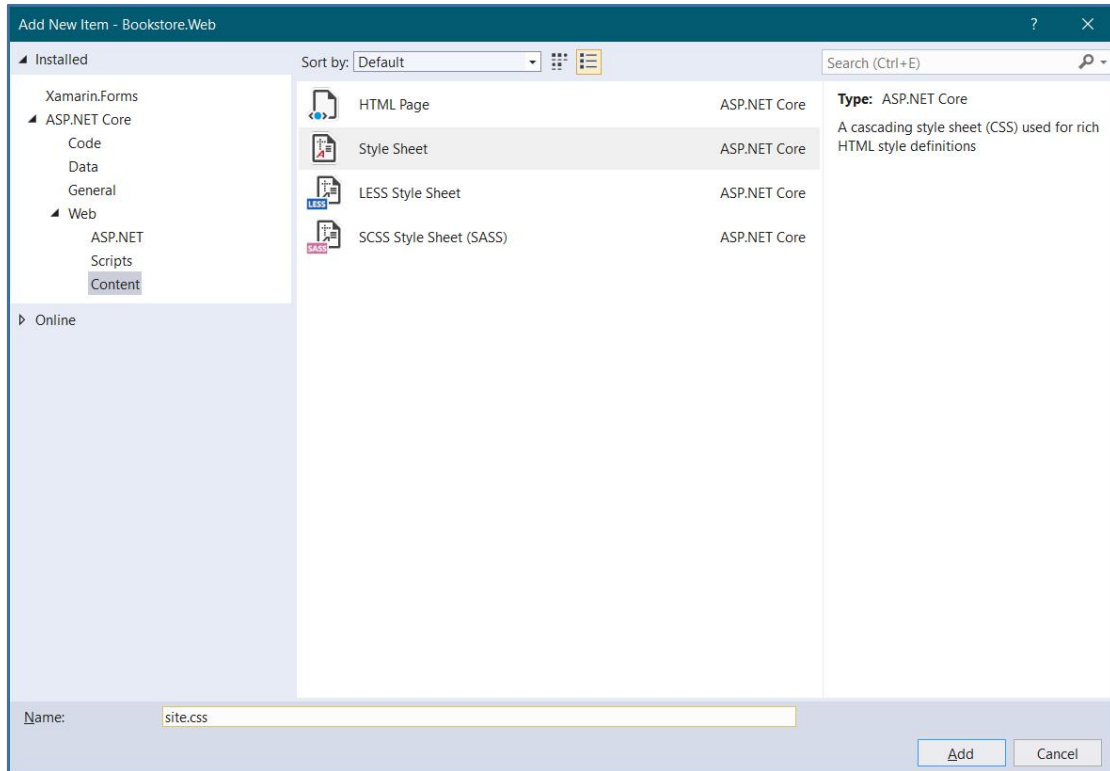 Add New Item - Bookstore.Web
?
Installed
Xamarin.Forms
ASP.NET Core
Code
Data
General
Web
ASP.NET
Scripts
Content
Online
Sort by: Default
HTML Page ASP.NET Core
Style Sheet ASP.NET Core
LESS
LESS Style Sheet ASP.NET Core
SASS
SCSS Style Sheet (SASS) ASP.NET Core
Search (Ctrl+E)
Type: ASP.NET Core
A cascading style sheet (CSS) used for rich
HTML style definitions
Name: site.css
Add Cancel